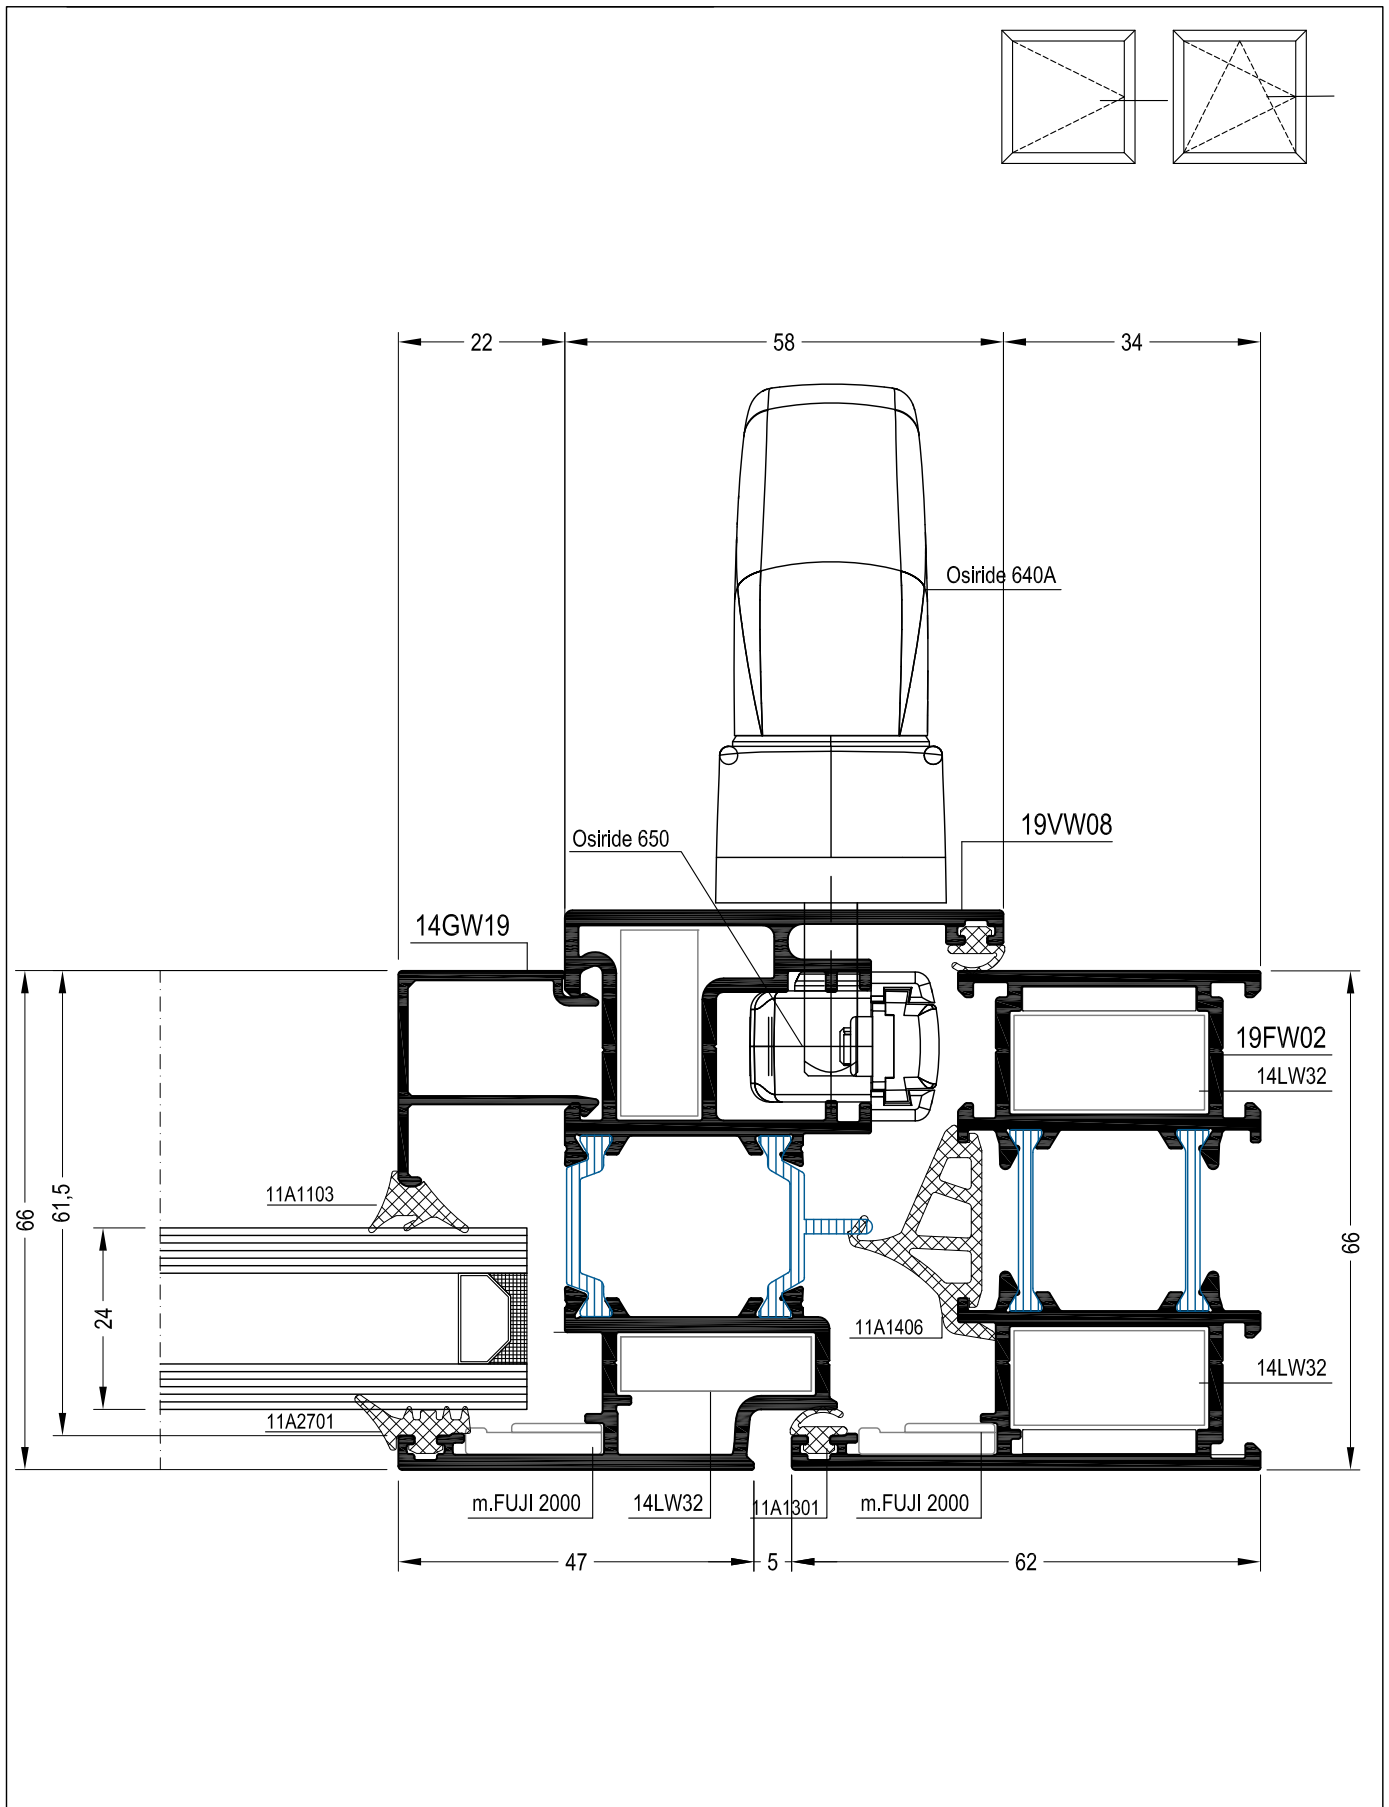 22
58
34
Osiride 640A
Osiride 650
19VW08
14GW19
19FW02
14LW32
11A1103
66
61,5
24
66
11A1406
14LW32
11A2701
m.FUJI 2000
14LW32
11A1301
m.FUJI 2000
47
5
62